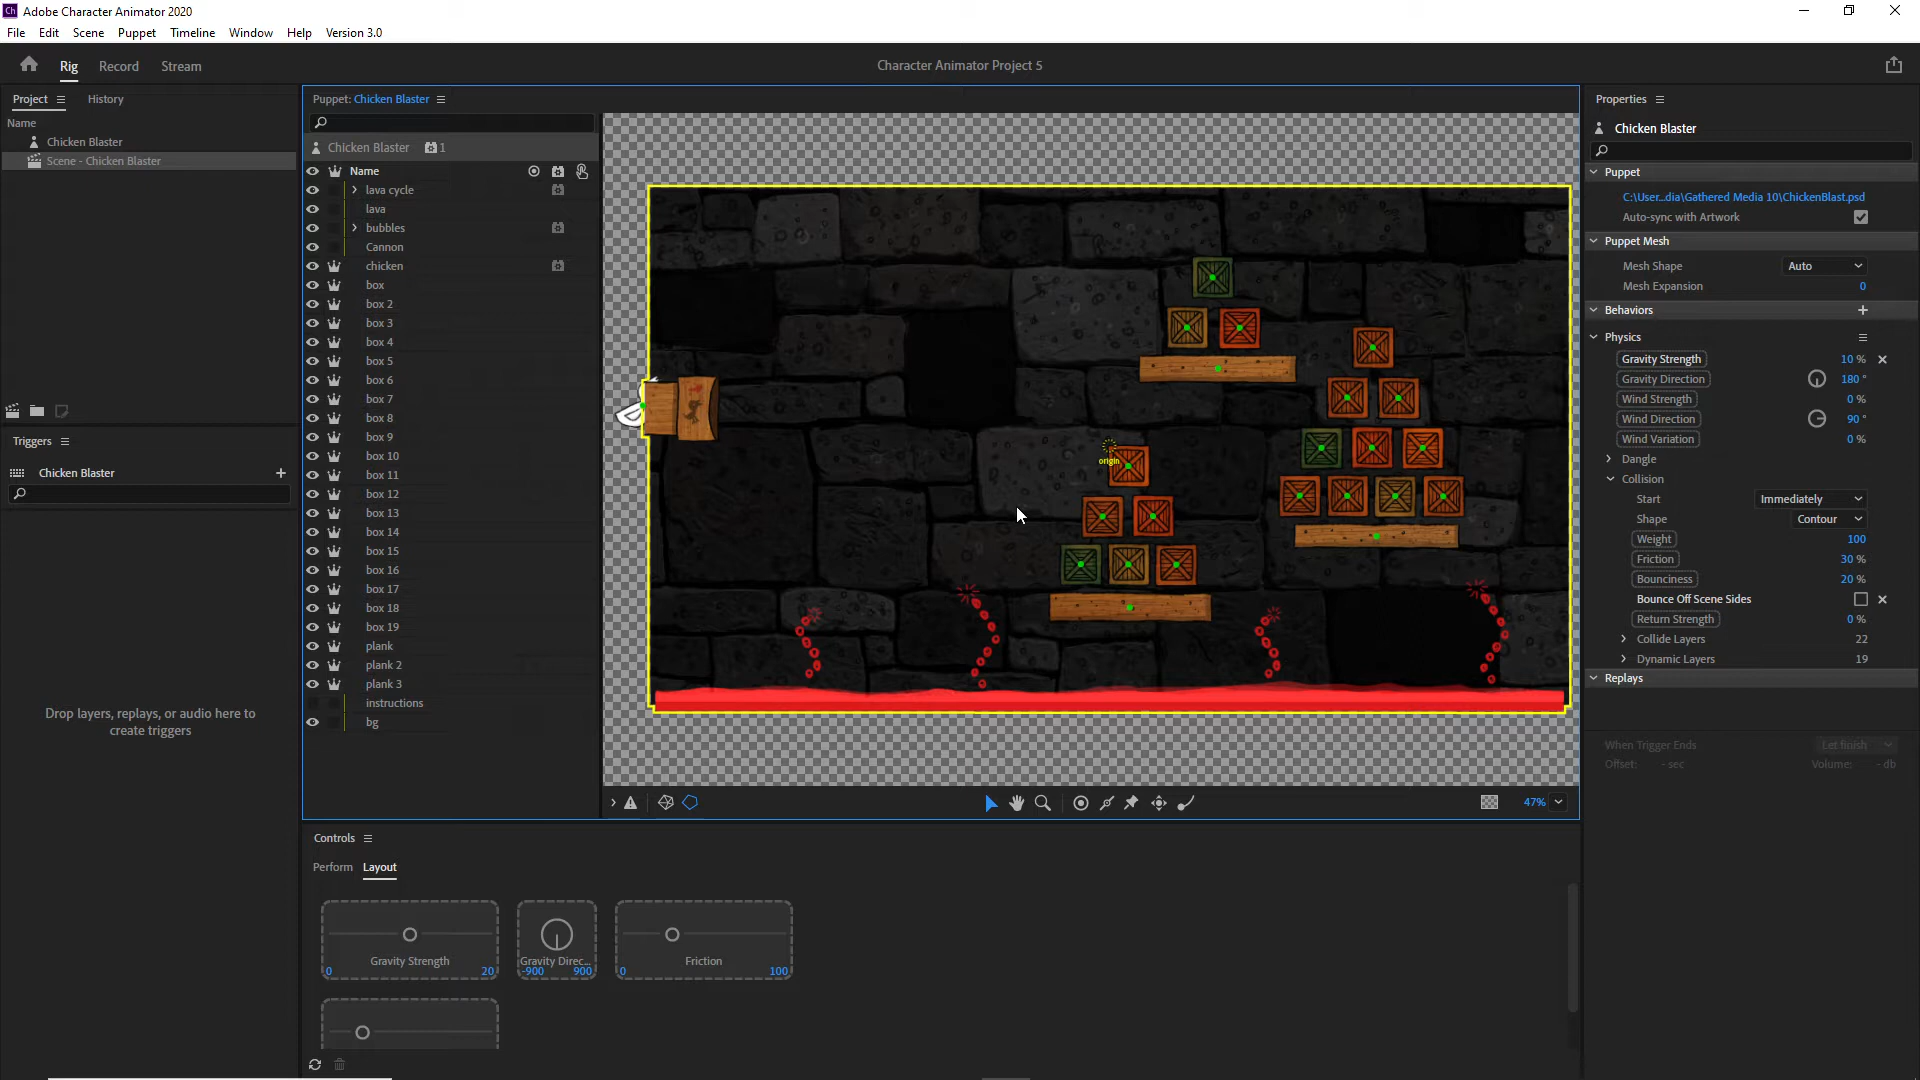 Ch Adobe Character Animator 2020
File Edit Scene Puppet Timeline Window Help Version 3.0
Rig Record Stream
Character Animator Project 5
Project History
Name
Chicken Blaster
Scene - Chicken Blaster
Triggers
Chicken Blaster
Drop layers, replays, or audio here to
create triggers
Puppet: Chicken Blaster
Chicken Blaster 1
Name
lava cycle
lava
bubbles
Cannon
chicken
box
box 2
box 3
box 4
box 5
box 6
box 7
box 8
box 9
box 10
box 11
box 12
box 13
box 14
box 15
box 16
box 17
box 18
box 19
plank
plank 2
plank 3
instructions
bg
origin
47%
Controls
Perform Layout
Gravity Strength
0 20
Gravity Direc...
-900 900
Friction
0 100
Properties
Chicken Blaster
Puppet
C:\User...dia\Gathered Media 10\ChickenBlast.psd
Auto-sync with Artwork
Puppet Mesh
Mesh Shape Auto
Mesh Expansion 0
Behaviors +
Physics
Gravity Strength 10 %
Gravity Direction 180 °
Wind Strength 0 %
Wind Direction 90 °
Wind Variation 0 %
Dangle
Collision
Start Immediately
Shape Contour
Weight 100
Friction 30 %
Bounciness 20 %
Bounce Off Scene Sides
Return Strength 0 %
Collide Layers 22
Dynamic Layers 19
Replays
When Trigger Ends Let finish
Offset: - sec Volume: - db